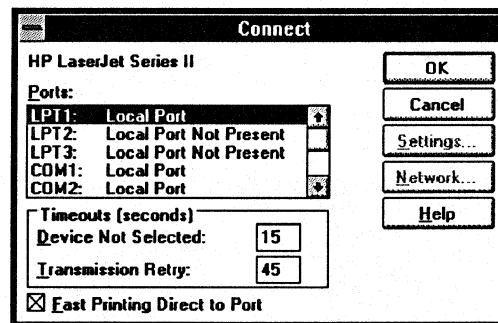 Connect
HP LaserJet Series II
Ports:
LPT1: Local Port
LPT2: Local Port Not Present
LPT3: Local Port Not Present
COM1: Local Port
COM2: Local Port
Timeouts (seconds)
Device Not Selected: 15
Transmission Retry: 45
Fast Printing Direct to Port
OK
Cancel
Settings...
Network...
Help